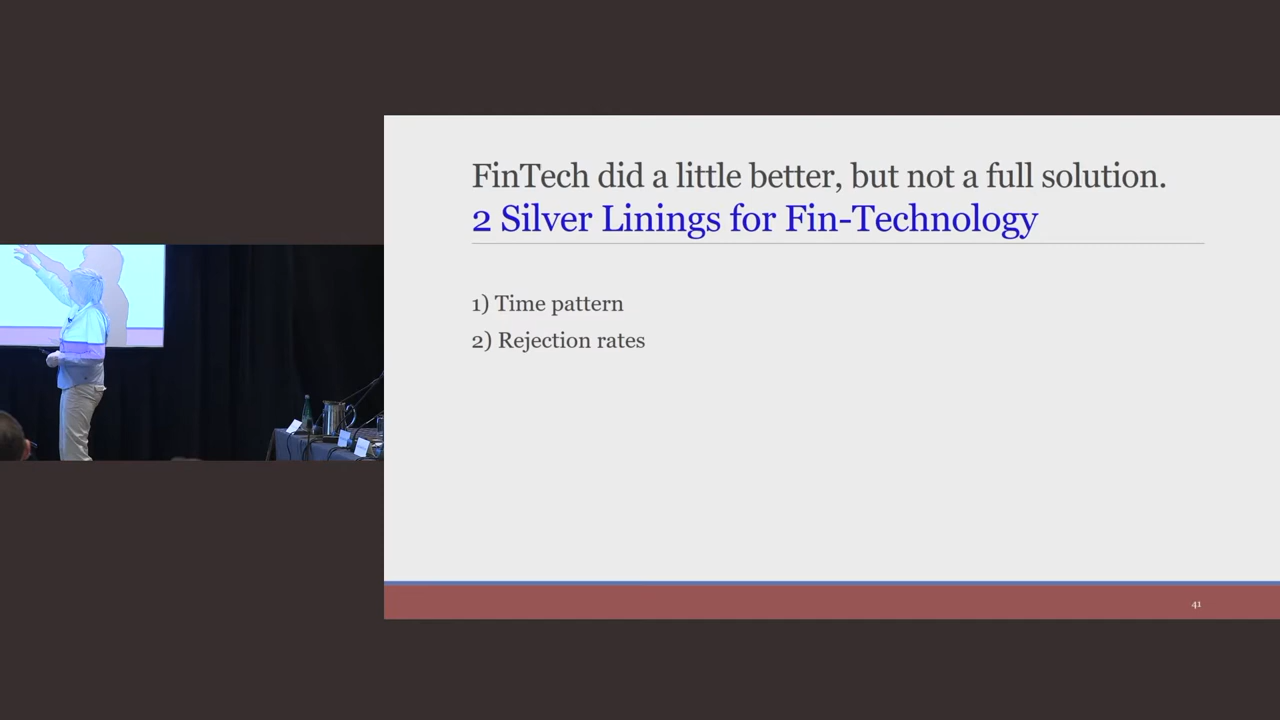 FinTech did a little better, but not a full solution.
2 Silver Linings for Fin-Technology
1) Time pattern
2) Rejection rates
41